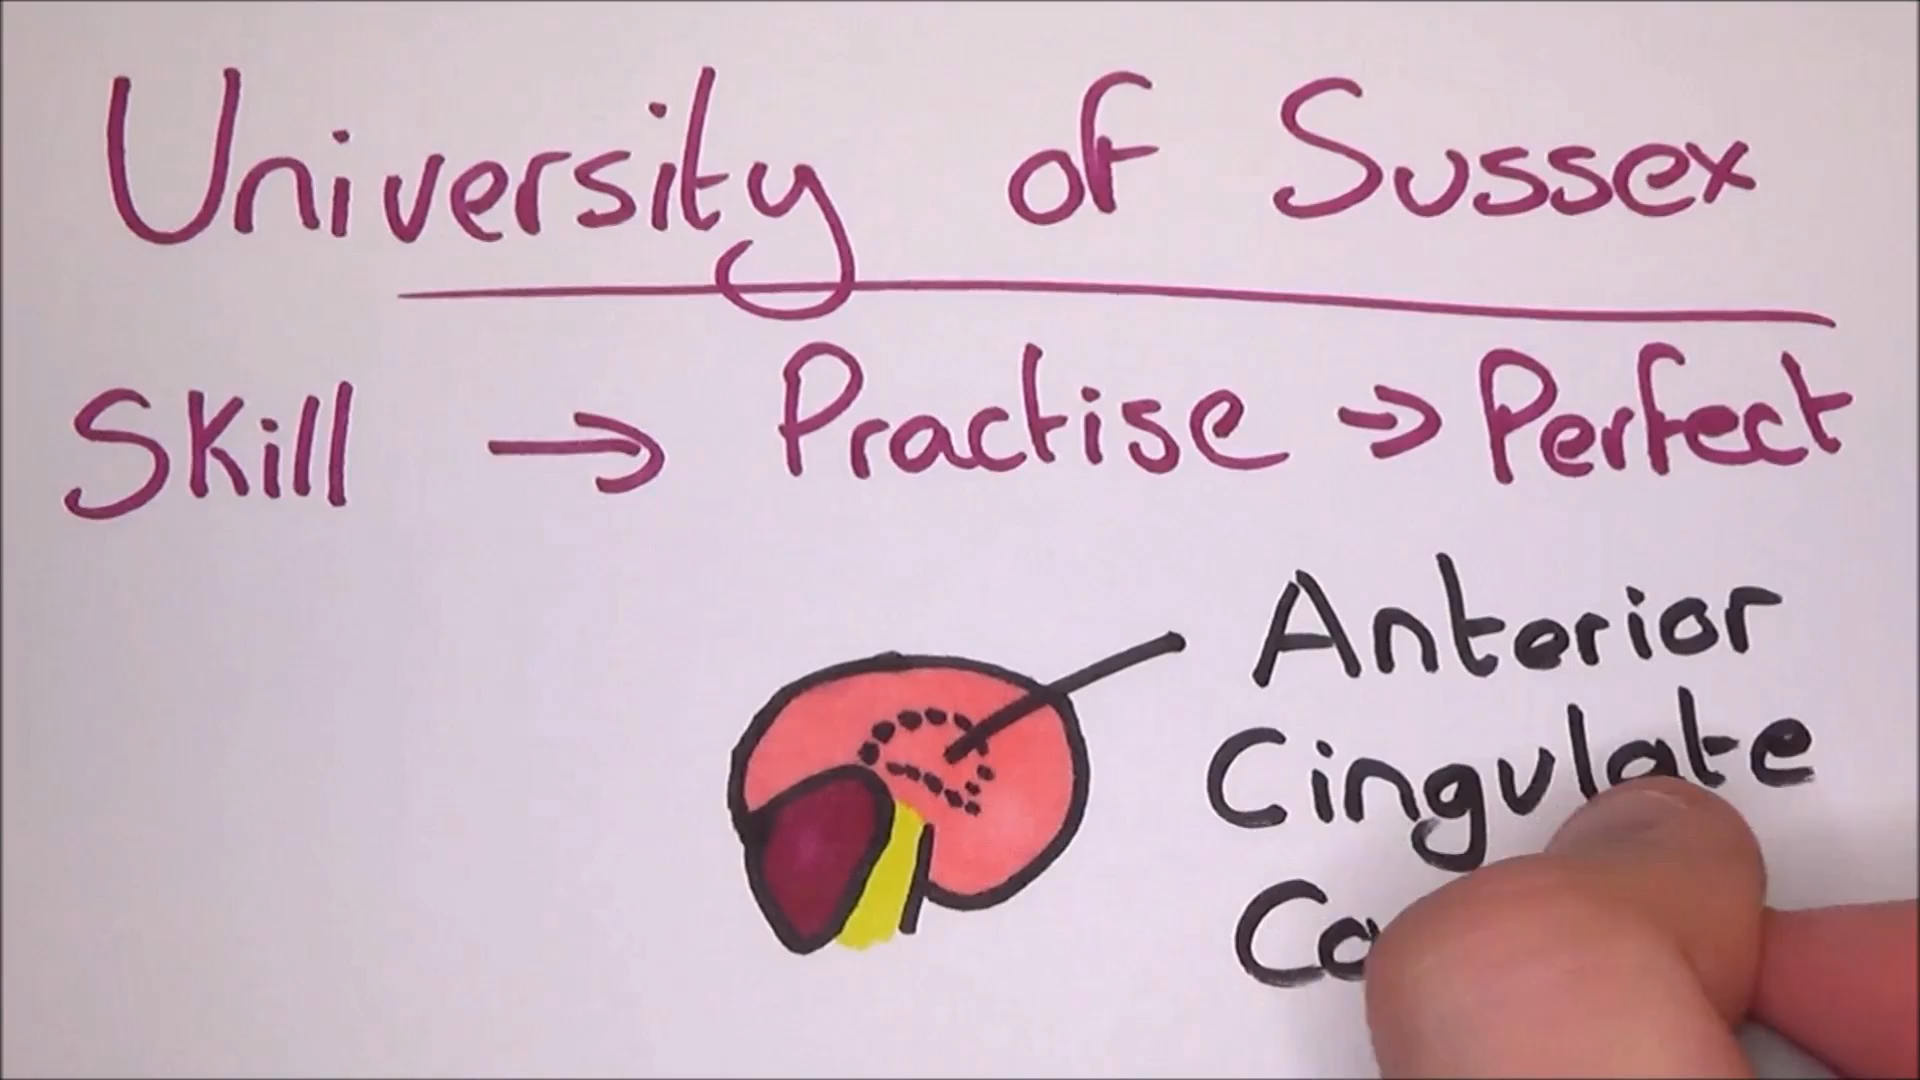 University of Sussex
Skill → Practise → Perfect
Anterior
Cingulate